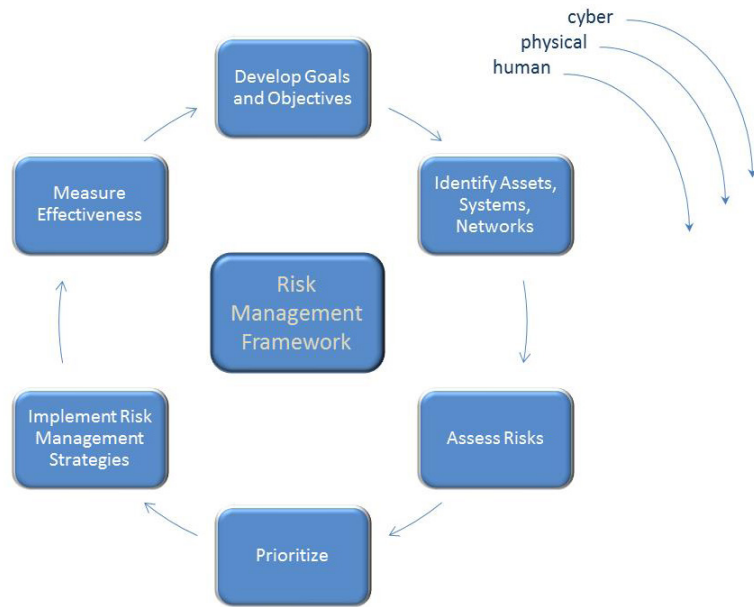 cyber
physical
human
Develop Goals
and Objectives
Identify Assets,
Systems,
Networks
Measure
Effectiveness
Risk
Management
Framework
Implement Risk
Management
Strategies
Assess Risks
Prioritize